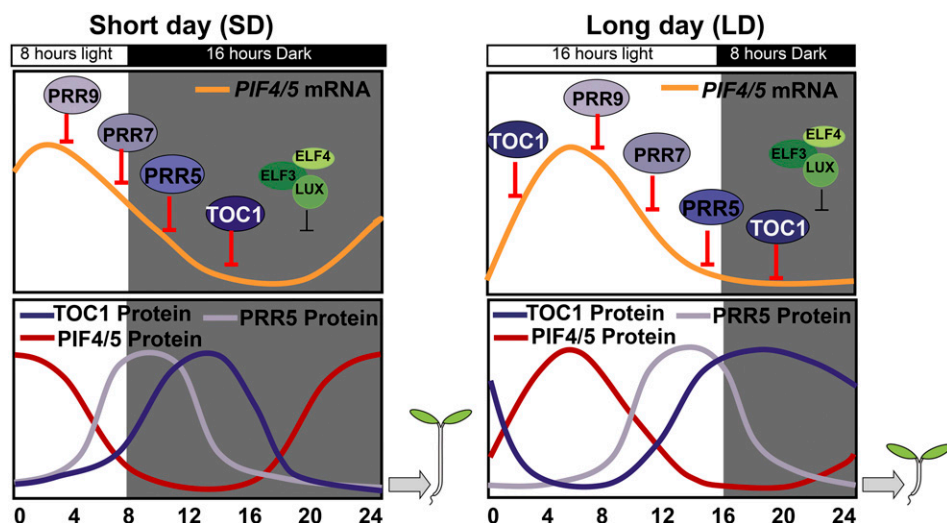 Short day (SD)
8 hours light
16 hours Dark
PIF4/5 mRNA
PRR9
PRR7
PRR5
TOC1
ELF4
ELF3
LUX
TOC1 Protein
PRR5 Protein
PIF4/5 Protein
0 4 8 12 16 20 24
Long day (LD)
16 hours light
8 hours Dark
PIF4/5 mRNA
TOC1
PRR9
PRR7
PRR5
TOC1
ELF4
ELF3
LUX
TOC1 Protein
PRR5 Protein
PIF4/5 Protein
0 4 8 12 16 20 24